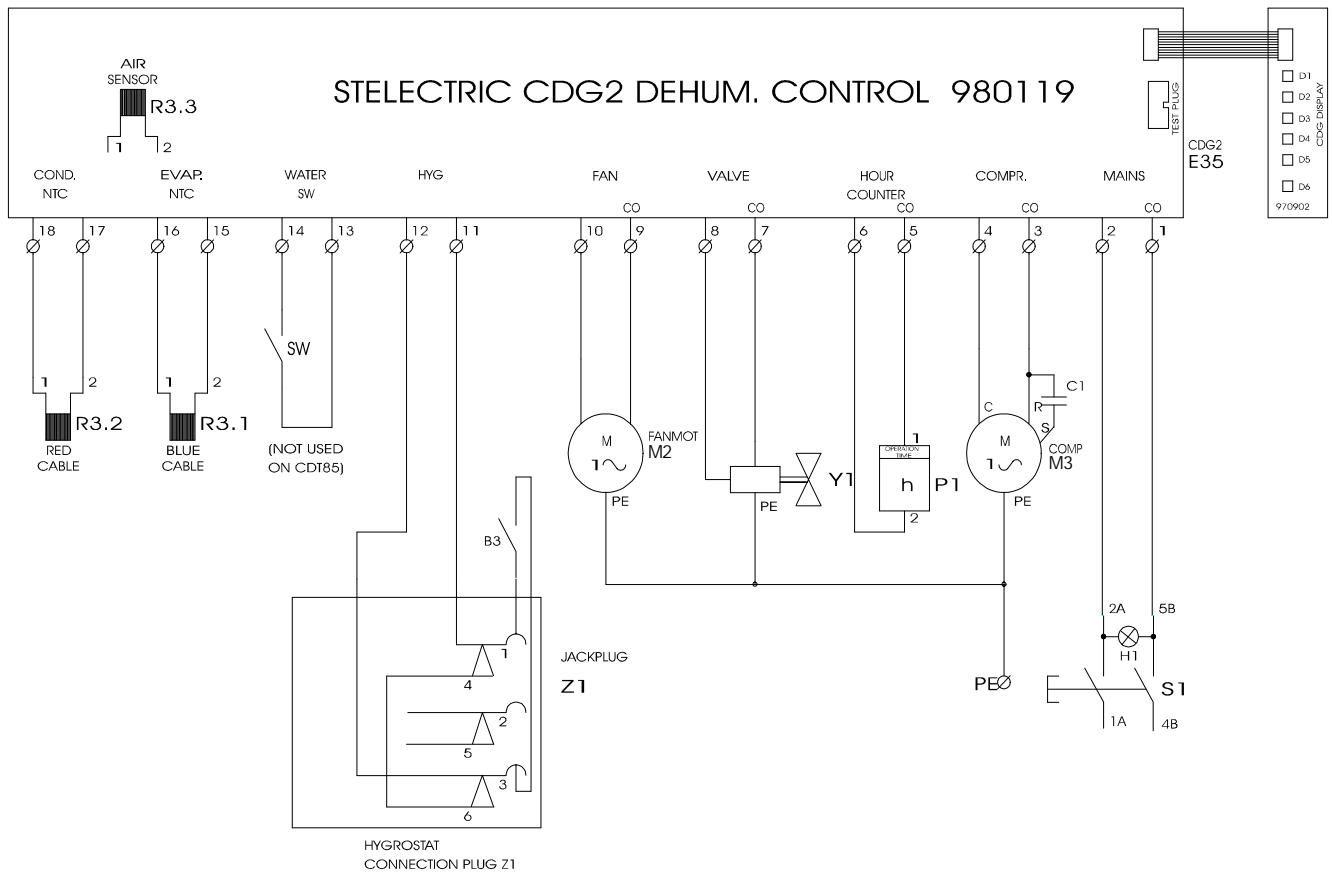 AIR
SENSOR
R3.3
1 2
STELECTRIC CDG2 DEHUM. CONTROL 980119
TEST PLUG
D1
D2
D3
D4
D5
D6
CDG DISPLAY
970902
CDG2
E35
COND.
NTC
EVAP.
NTC
WATER
SW
HYG
FAN
VALVE
HOUR
COUNTER
COMPR.
MAINS
CO CO CO CO CO
18 17 16 15 14 13 12 11 10 9 8 7 6 5 4 3 2 1
SW
1 2
R3.2
RED
CABLE
1 2
R3.1
BLUE
CABLE
(NOT USED
ON CDT85)
M
1
FANMOT
M2
PE
Y1
PE
1
OPERATION
TIME
h
P1
2
C1
C
R
S
M
1
COMP
M3
PE
B3
1
4
2
5
3
6
JACKPLUG
Z1
PE
2A 5B
H1
S1
1A 4B
HYGROSTAT
CONNECTION PLUG Z1